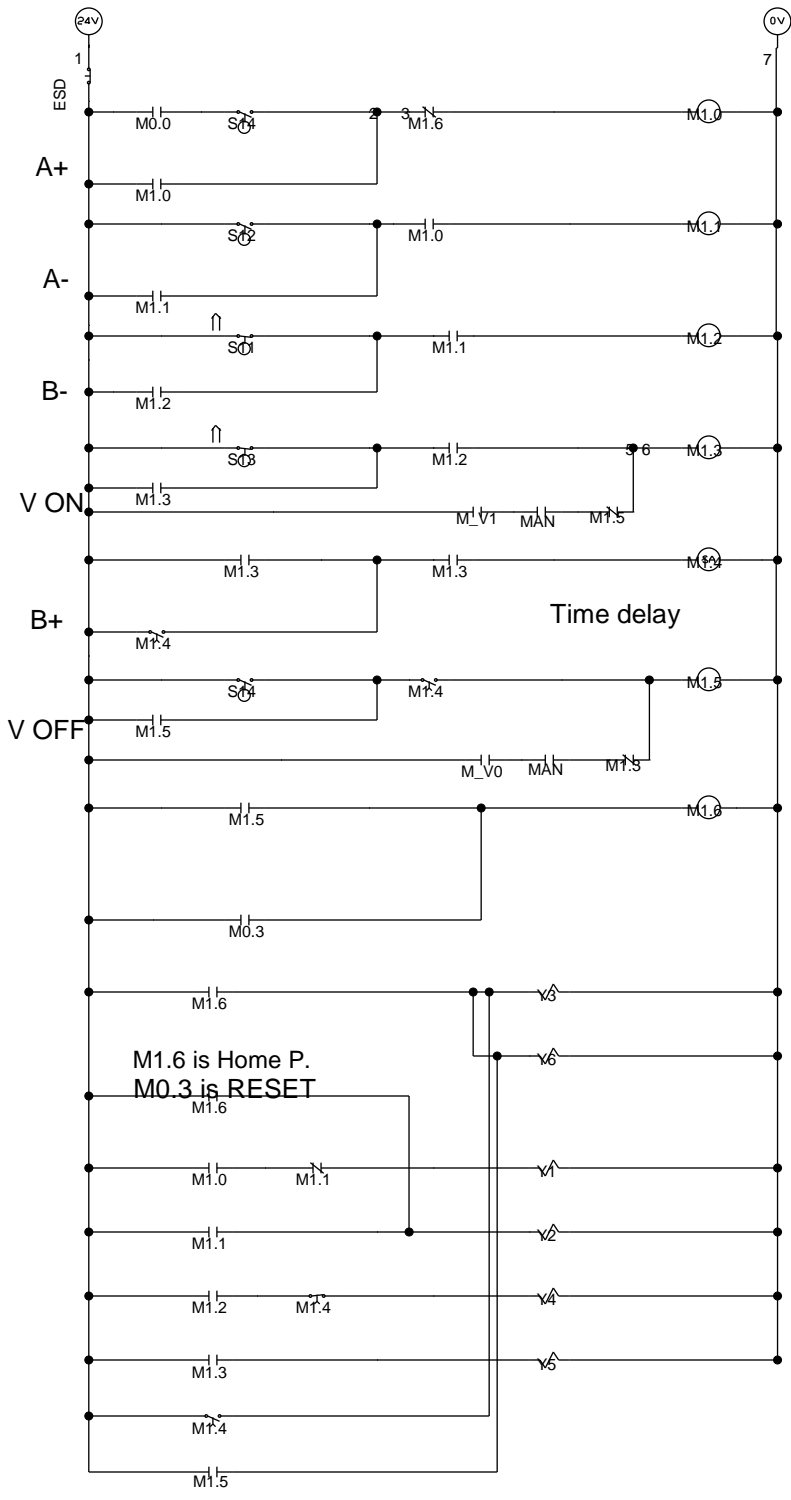 24V 0V
1 7
ESD
M0.0 S14 2 3 M1.6 M1.0
A+
M1.0
S12 M1.0 M1.1
A-
M1.1
S11 M1.1 M1.2
B-
M1.2
S13 M1.2 5 6 M1.3
M1.3
V ON
M_V1 MAN M1.5
M1.3 M1.3 M1.4
B+ Time delay
M1.4
S14 M1.4 M1.5
M1.5
V OFF
M_V0 MAN M1.3
M1.5 M1.6
M0.3
M1.6 Y3
Y6
M1.6 is Home P.
M0.3 is RESET
M1.6
M1.0 M1.1 Y1
M1.1 Y2
M1.2 M1.4 Y4
M1.3 Y5
M1.4
M1.5